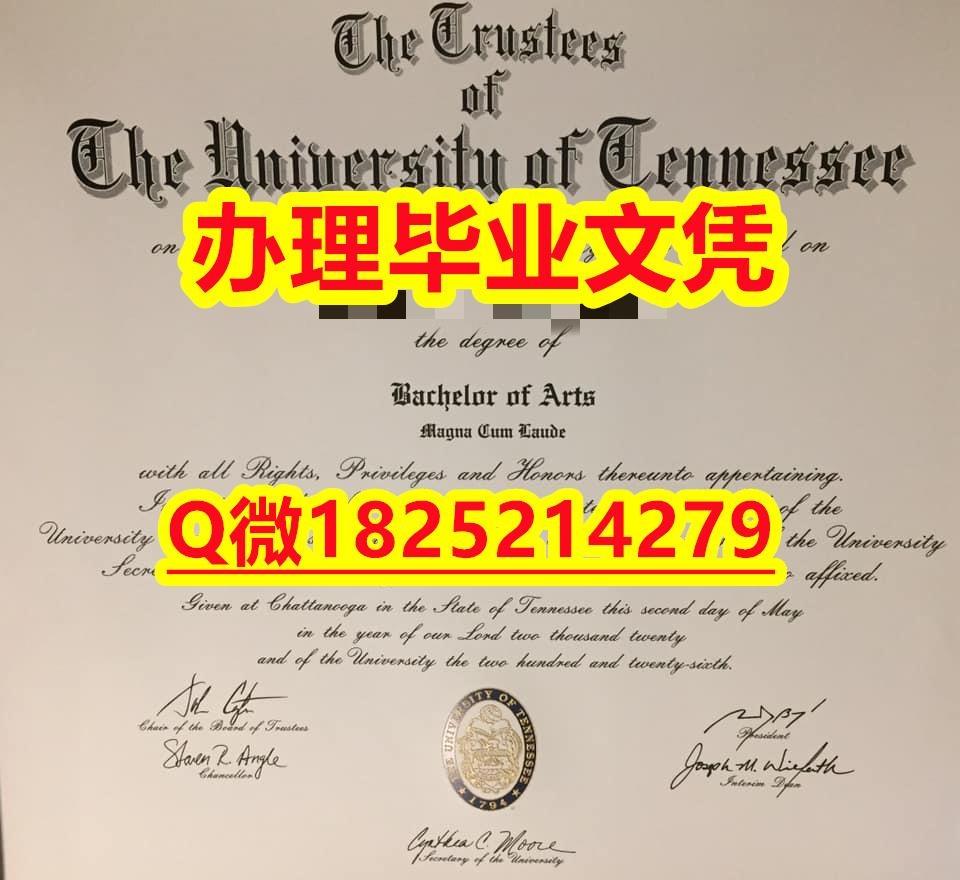 The Trustees
of
The University of Tennessee
on on
办理毕业文凭
the degree of
Bachelor of Arts
Magna Cum Laude
with all Rights, Privileges and Honors thereunto appertaining.
of the
Q微1825214279
University the University
affixed.
Given at Chattanooga in the State of Tennessee this second day of May
in the year of our Lord two thousand twenty
and of the University the two hundred and twenty-sixth.
Chair of the Board of Trustees
President
Steven R. Angle
Chancellor
Joseph M. Wilferth
Interim Dean
THE UNIVERSITY OF TENNESSEE
1794
Cynthia C. Moore
Secretary of the University